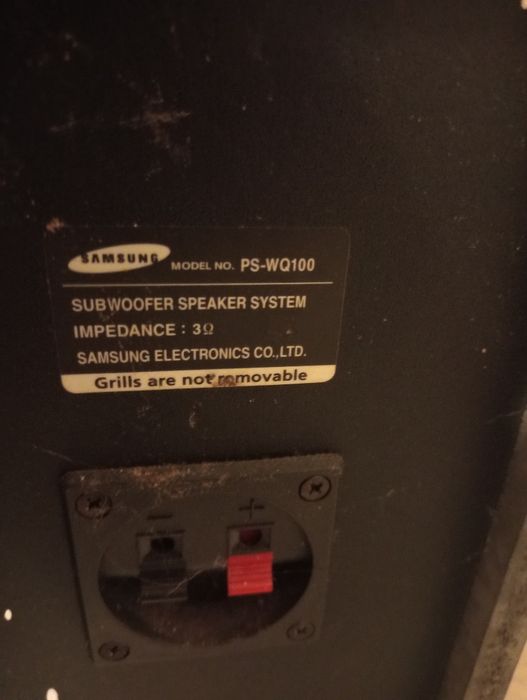 SAMSUNG MODEL NO. PS-WQ100
SUBWOOFER SPEAKER SYSTEM
IMPEDANCE : 3Ω
SAMSUNG ELECTRONICS CO.,LTD.
Grills are not removable
− +